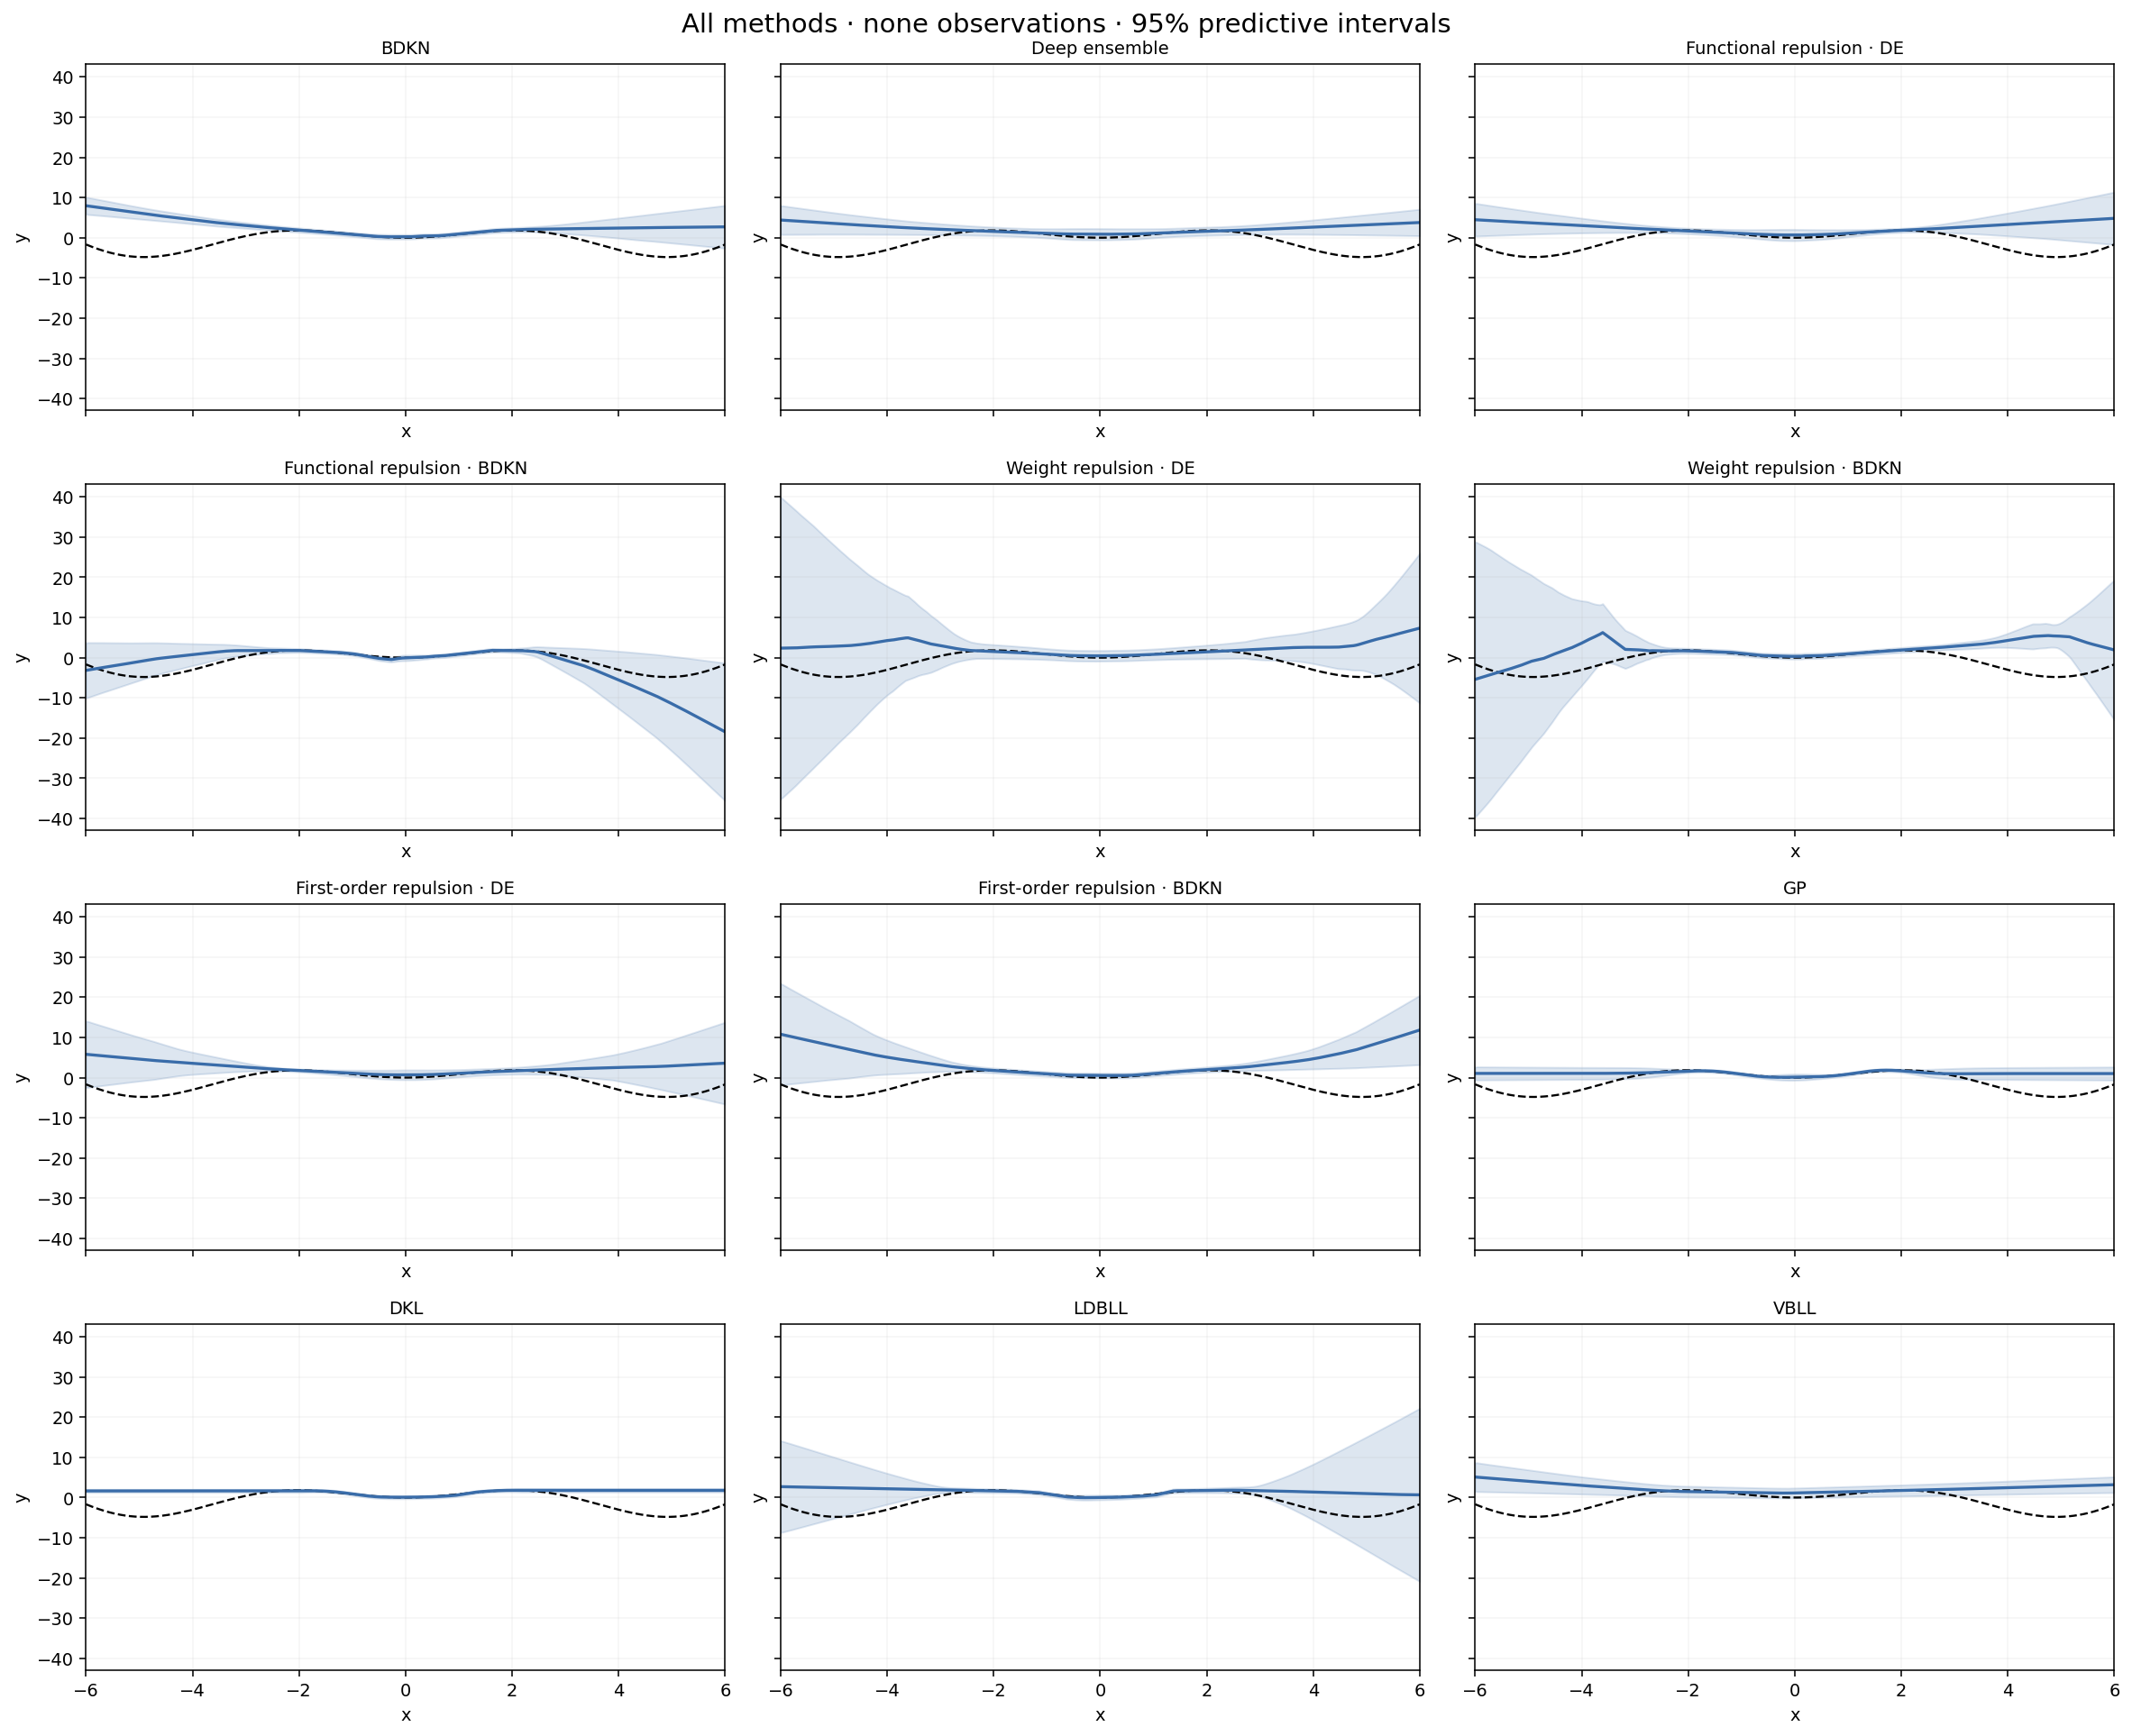 All methods · none observations · 95% predictive intervals
BDKN
Deep ensemble
Functional repulsion · DE
40
30
20
10
0
−10
−20
−30
−40
y
y
y
x
x
x
Functional repulsion · BDKN
Weight repulsion · DE
Weight repulsion · BDKN
40
30
20
10
0
−10
−20
−30
−40
y
y
y
x
x
x
First-order repulsion · DE
First-order repulsion · BDKN
GP
40
30
20
10
0
−10
−20
−30
−40
y
y
y
x
x
x
DKL
LDBLL
VBLL
40
30
20
10
0
−10
−20
−30
−40
y
y
y
−6 −4 −2 0 2 4 6
−6 −4 −2 0 2 4 6
−6 −4 −2 0 2 4 6
x
x
x